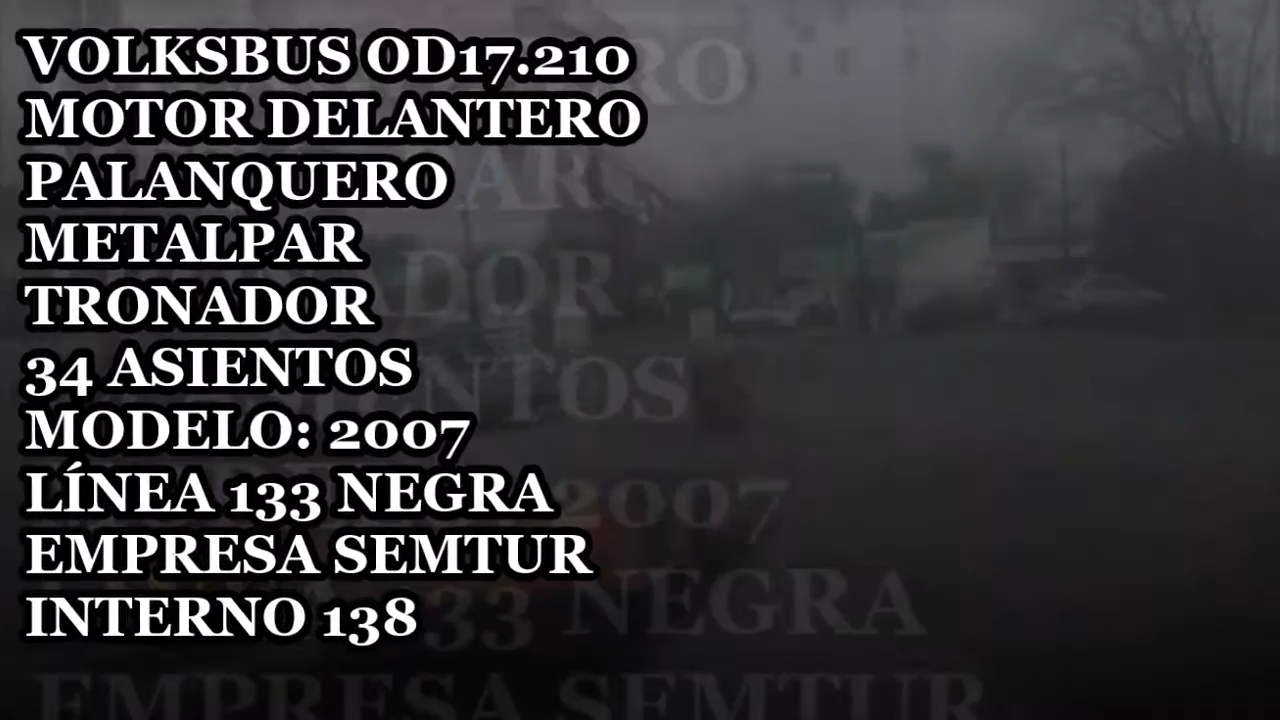 VOLKSBUS OD17.210
MOTOR DELANTERO
PALANQUERO
METALPAR
TRONADOR
34 ASIENTOS
MODELO: 2007
LÍNEA 133 NEGRA
EMPRESA SEMTUR
INTERNO 138